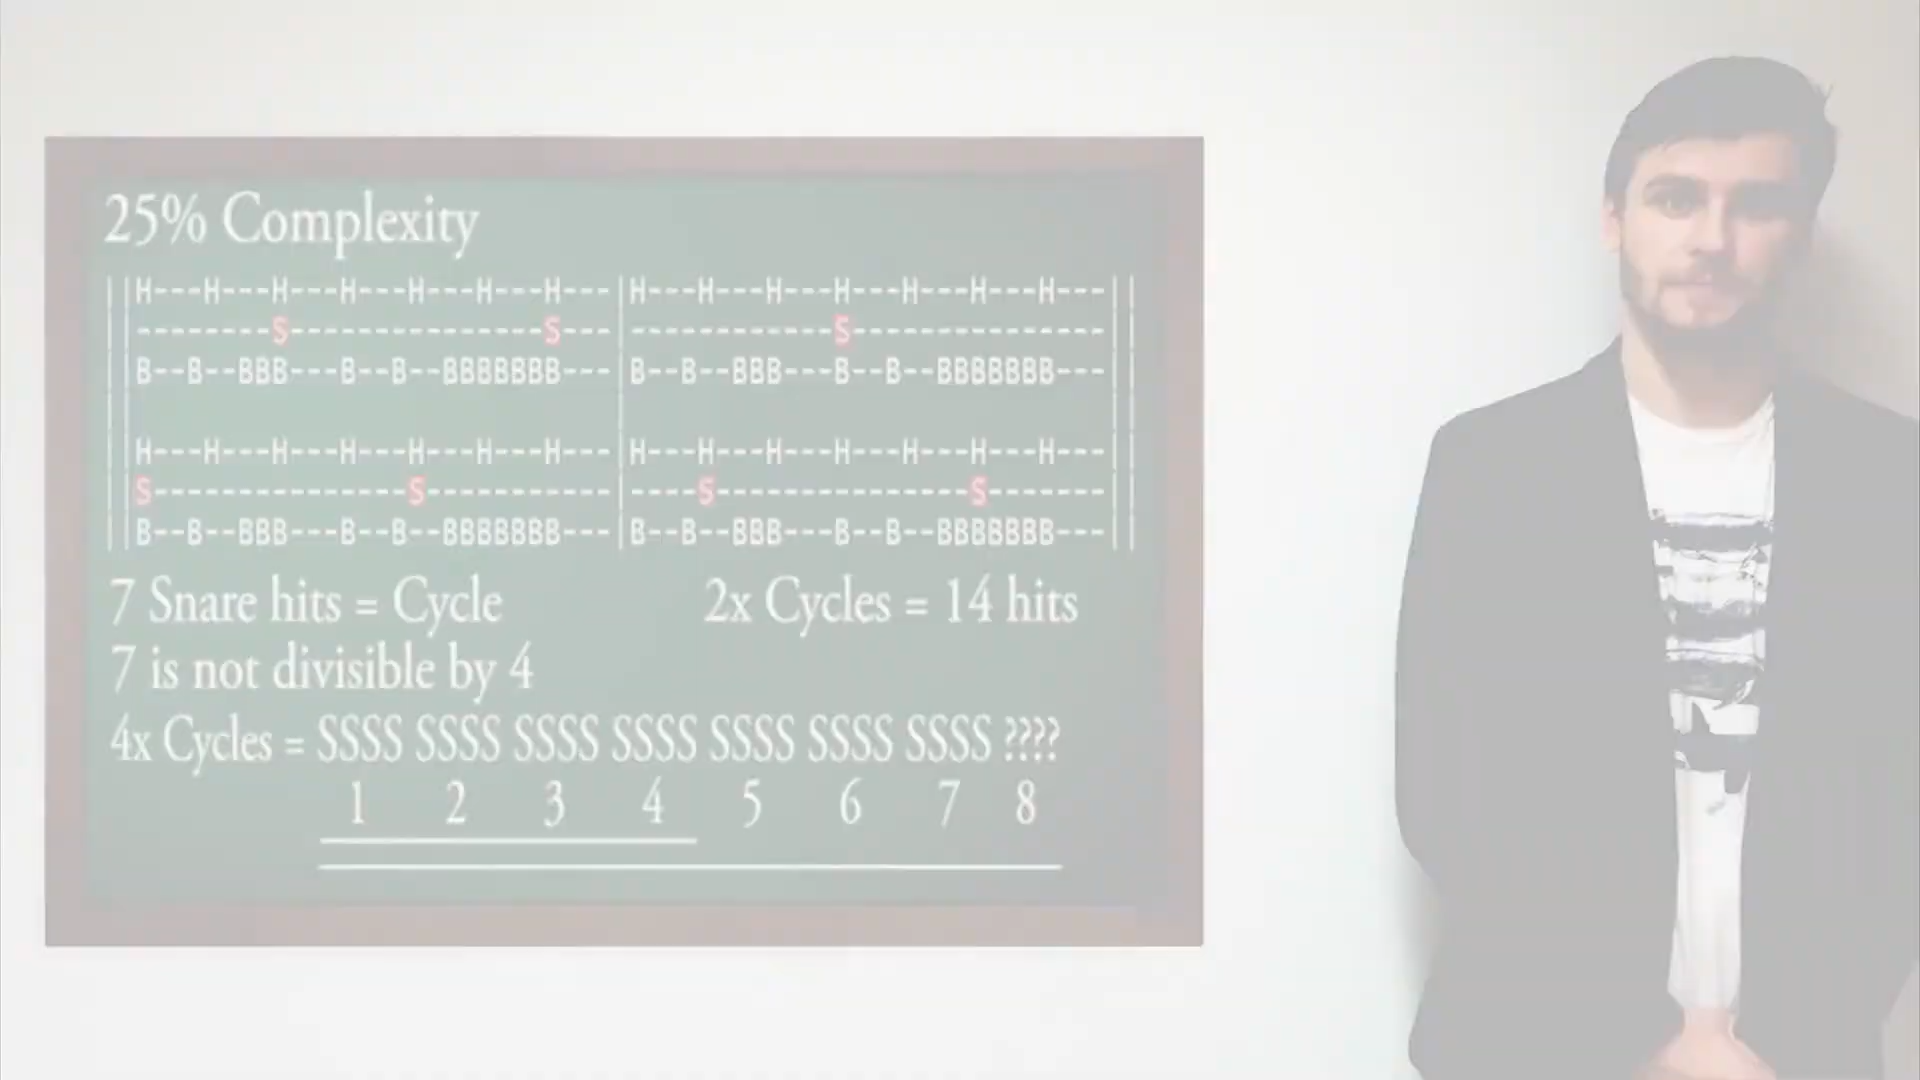 25% Complexity
||H---H---H---H---H---H---H---|H---H---H---H---H---H---H---||
||--------S---------------S---|------------S---------------||
||B--B--BBB---B--B--BBBBBBB---|B--B--BBB---B--B--BBBBBBB---||
||H---H---H---H---H---H---H---|H---H---H---H---H---H---H---||
||S---------------S-----------|----S---------------S-------||
||B--B--BBB---B--B--BBBBBBB---|B--B--BBB---B--B--BBBBBBB---||
7 Snare hits = Cycle 2x Cycles = 14 hits
7 is not divisible by 4
4x Cycles = SSSS SSSS SSSS SSSS SSSS SSSS SSSS ????
1 2 3 4 5 6 7 8